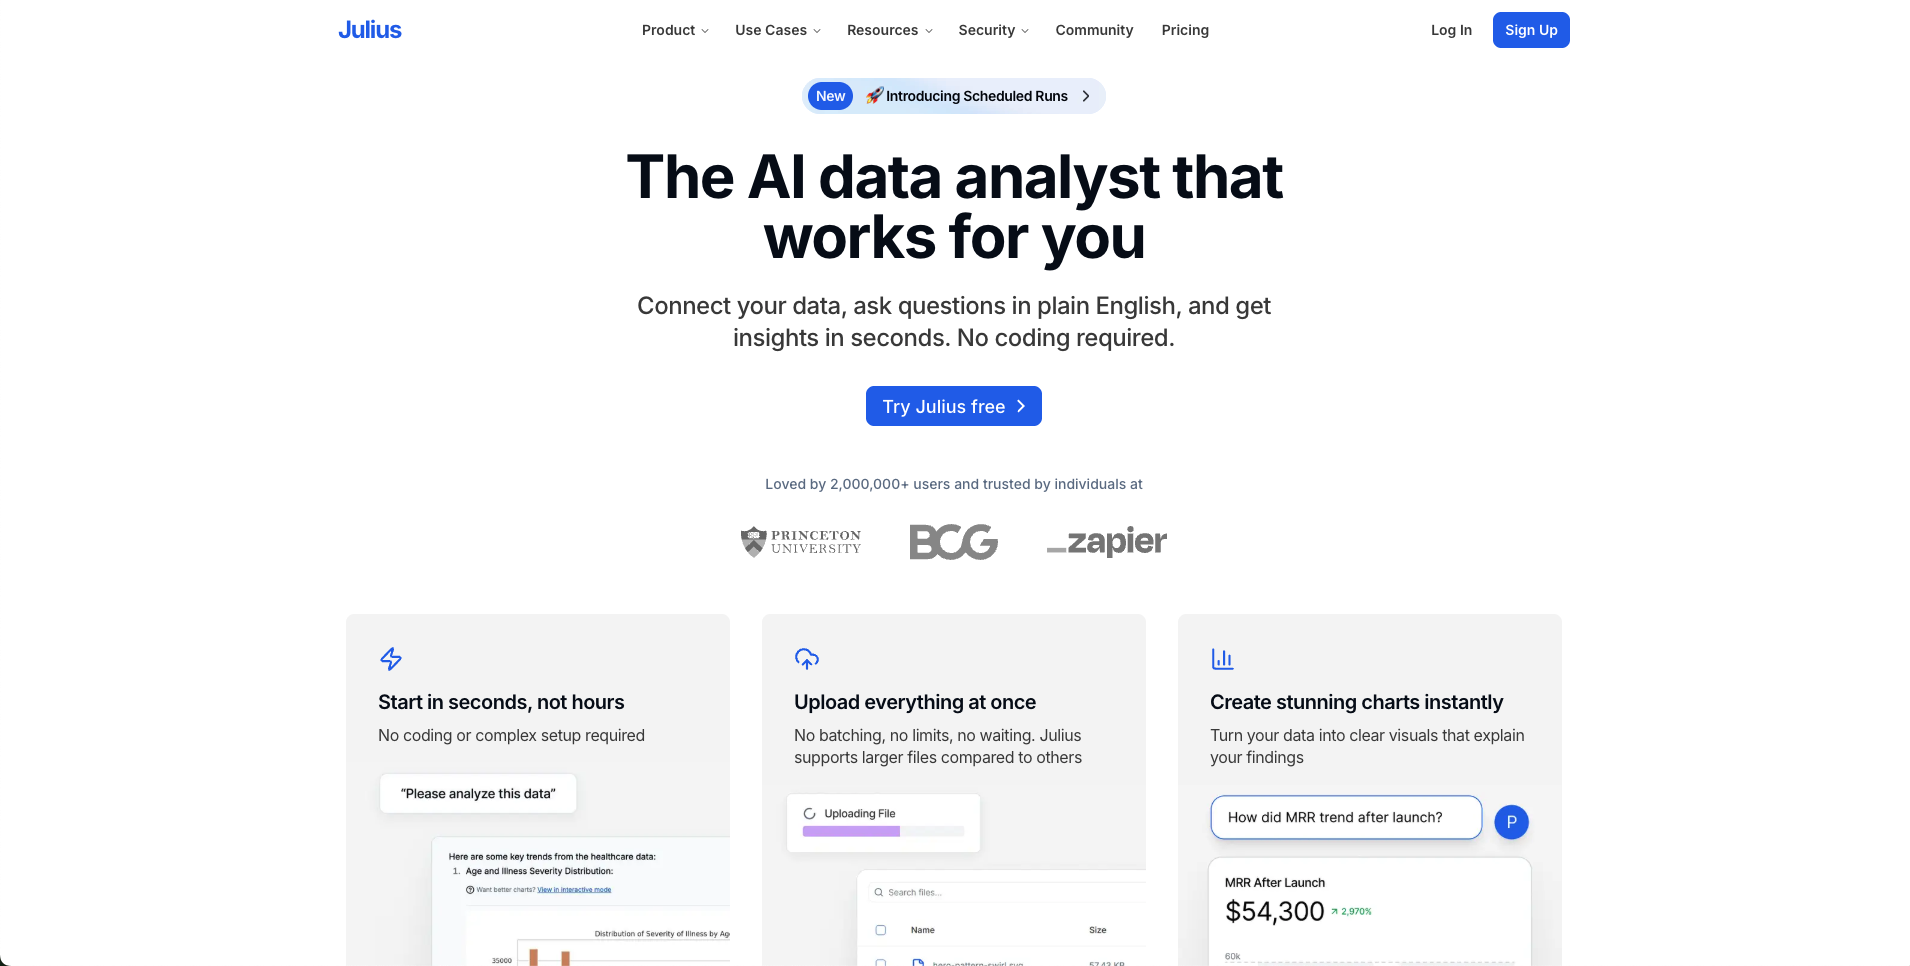 Julius
Product
Use Cases
Resources
Security
Community
Pricing
Log In
Sign Up
New
🚀 Introducing Scheduled Runs
The AI data analyst that
works for you
Connect your data, ask questions in plain English, and get
insights in seconds. No coding required.
Try Julius free
Loved by 2,000,000+ users and trusted by individuals at
PRINCETON
UNIVERSITY
BCG
_zapier
Start in seconds, not hours
No coding or complex setup required
“Please analyze this data”
Here are some key trends from the healthcare data:
1. Age and Illness Severity Distribution:
Want better charts? View in interactive mode
Distribution of Severity of Illness by Ag
35000
Upload everything at once
No batching, no limits, no waiting. Julius
supports larger files compared to others
Uploading File
Search files...
Name
Size
hero-pattern-swirl.svg
57.43 KB
Create stunning charts instantly
Turn your data into clear visuals that explain
your findings
How did MRR trend after launch?
P
MRR After Launch
$54,300
2,970%
60k